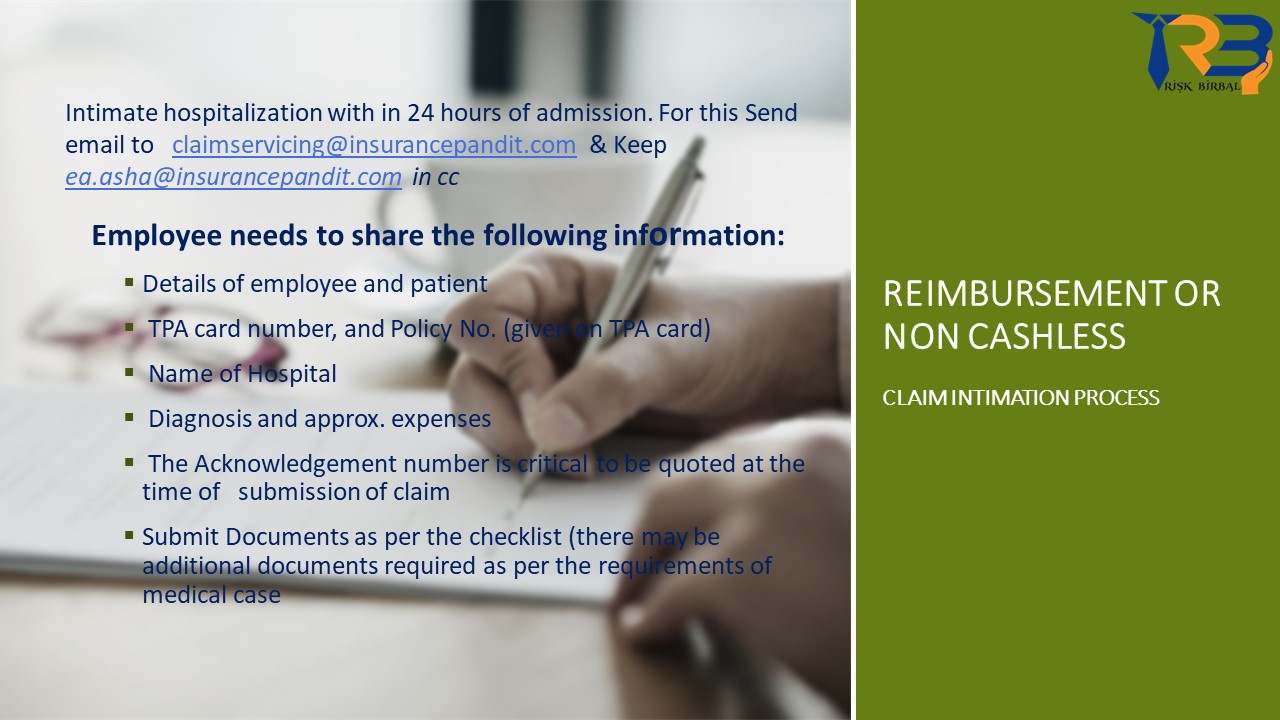 Intimate hospitalization with in 24 hours of admission. For this Send
email to claimservicing@insurancepandit.com & Keep
ea.asha@insurancepandit.com in cc
Employee needs to share the following information:
▪ Details of employee and patient
▪ TPA card number, and Policy No. (given on TPA card)
▪ Name of Hospital
▪ Diagnosis and approx. expenses
▪ The Acknowledgement number is critical to be quoted at the
time of submission of claim
▪ Submit Documents as per the checklist (there may be
additional documents required as per the requirements of
medical case
RB
RISK BIRBAL
REIMBURSEMENT OR
NON CASHLESS
CLAIM INTIMATION PROCESS